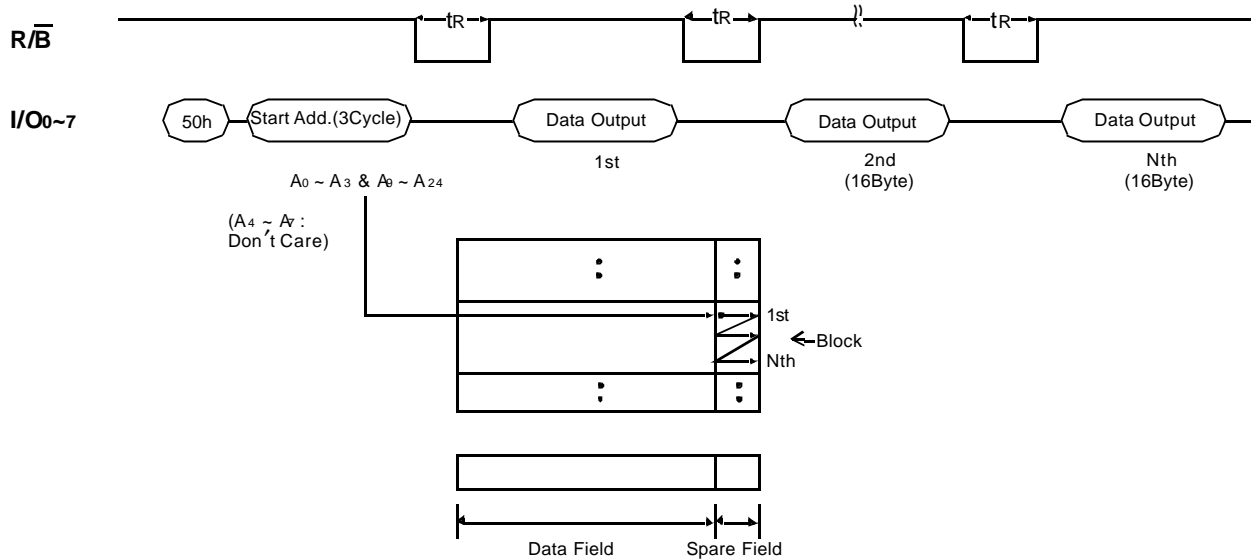 R/B
tR
tR
tR
I/O0~7
50h
Start Add.(3Cycle)
Data Output
Data Output
Data Output
1st
2nd
(16Byte)
Nth
(16Byte)
A0 ~ A3 & A9 ~ A24
(A4 ~ A7 :
Don't Care)
1st
Block
Nth
Data Field
Spare Field